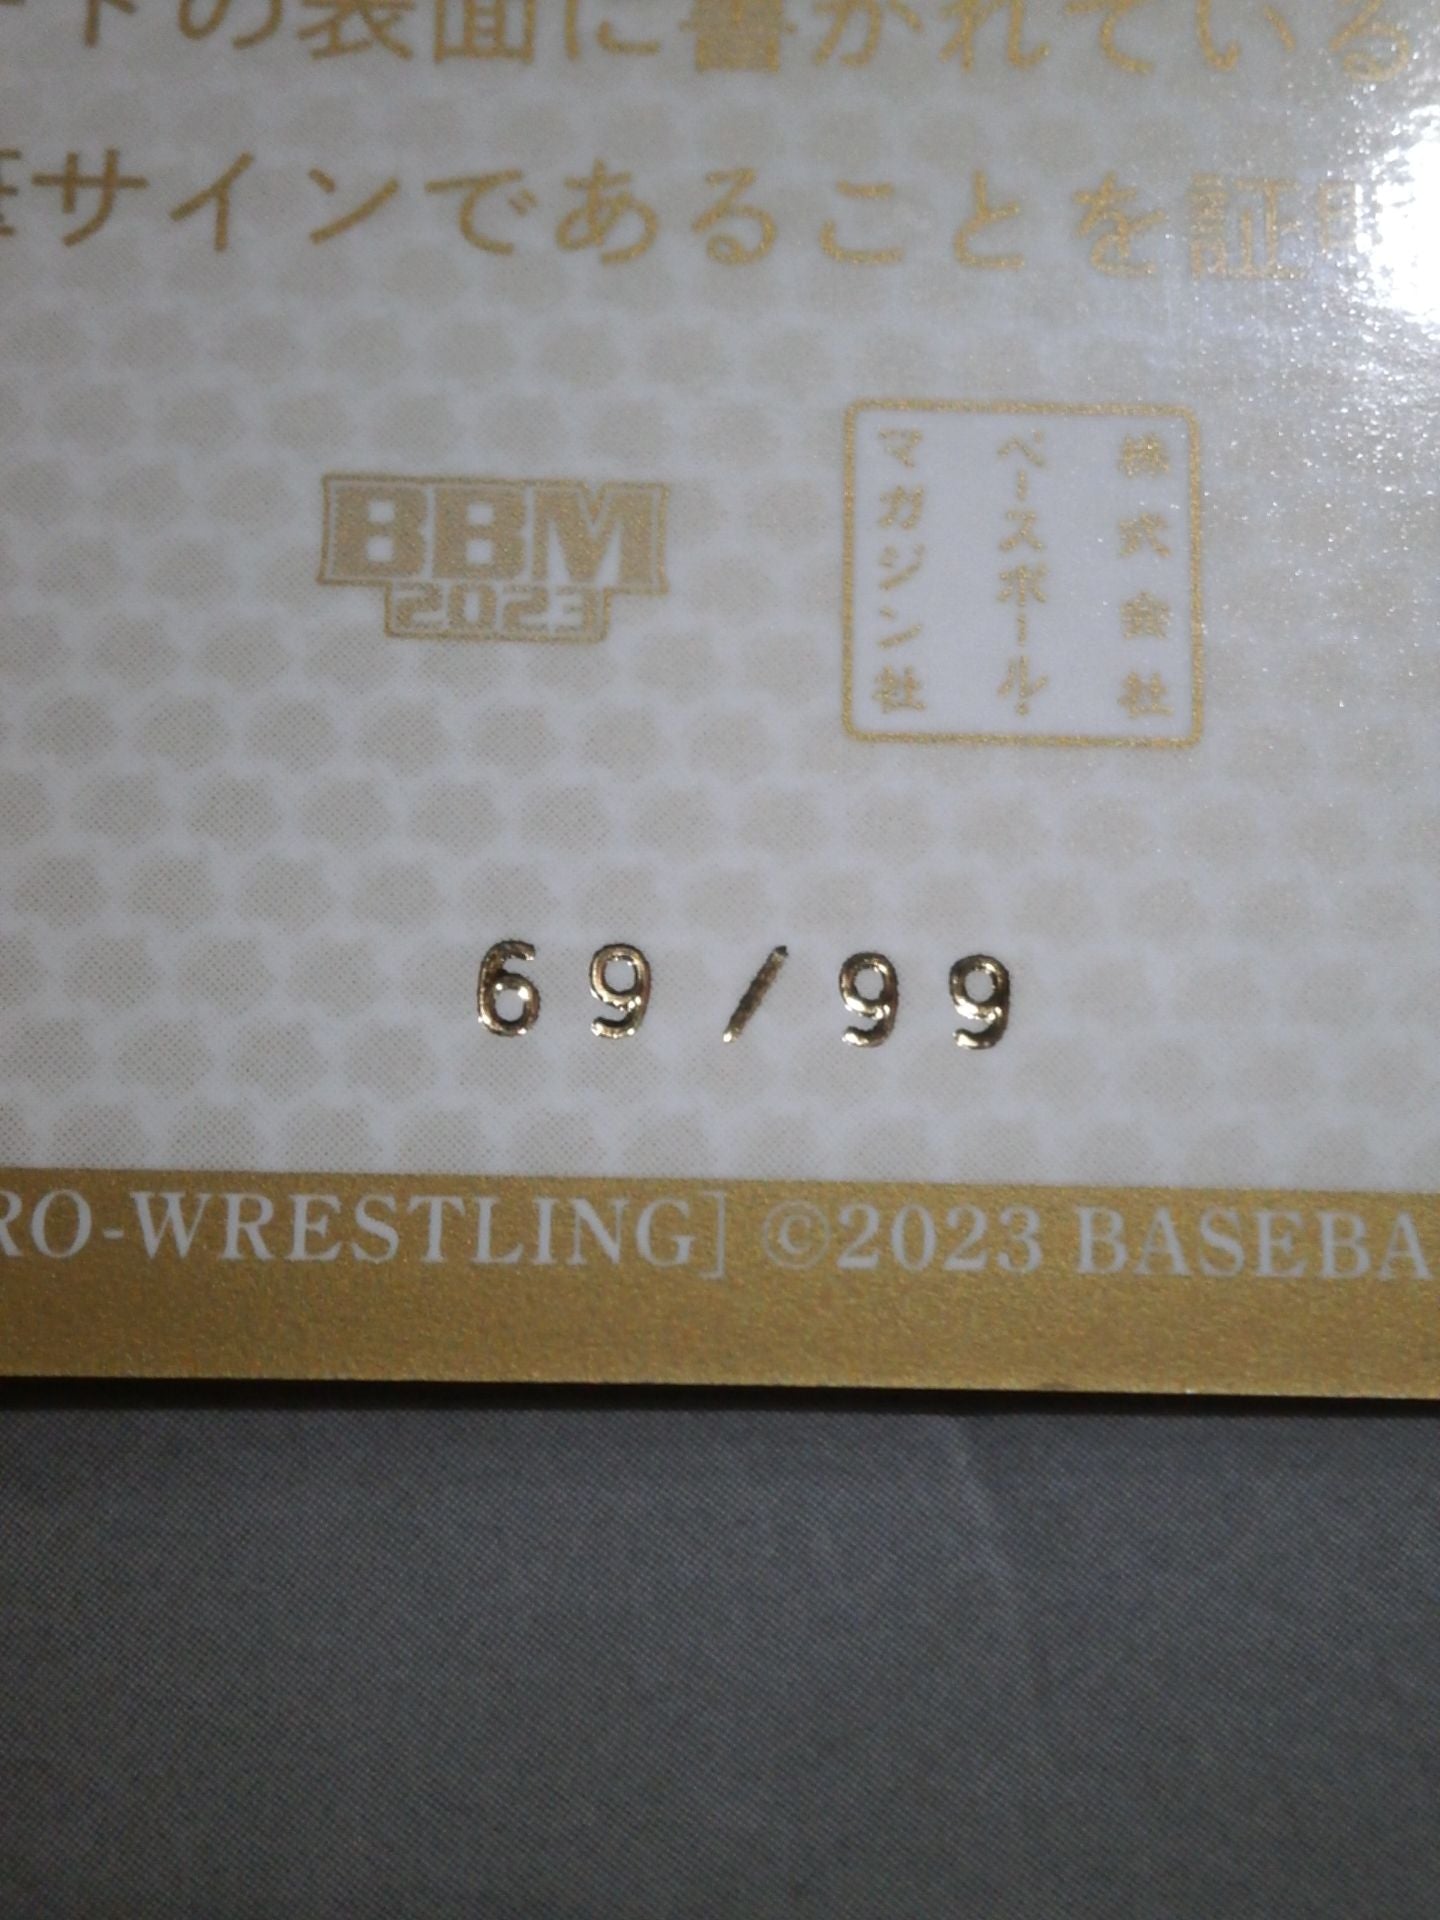 ードの表面に書かれている
筆サインであることを証明
BBM
2023
株式会社
ベースボール・
マガジン社
69/99
RO-WRESTLING] ©2023 BASEBA